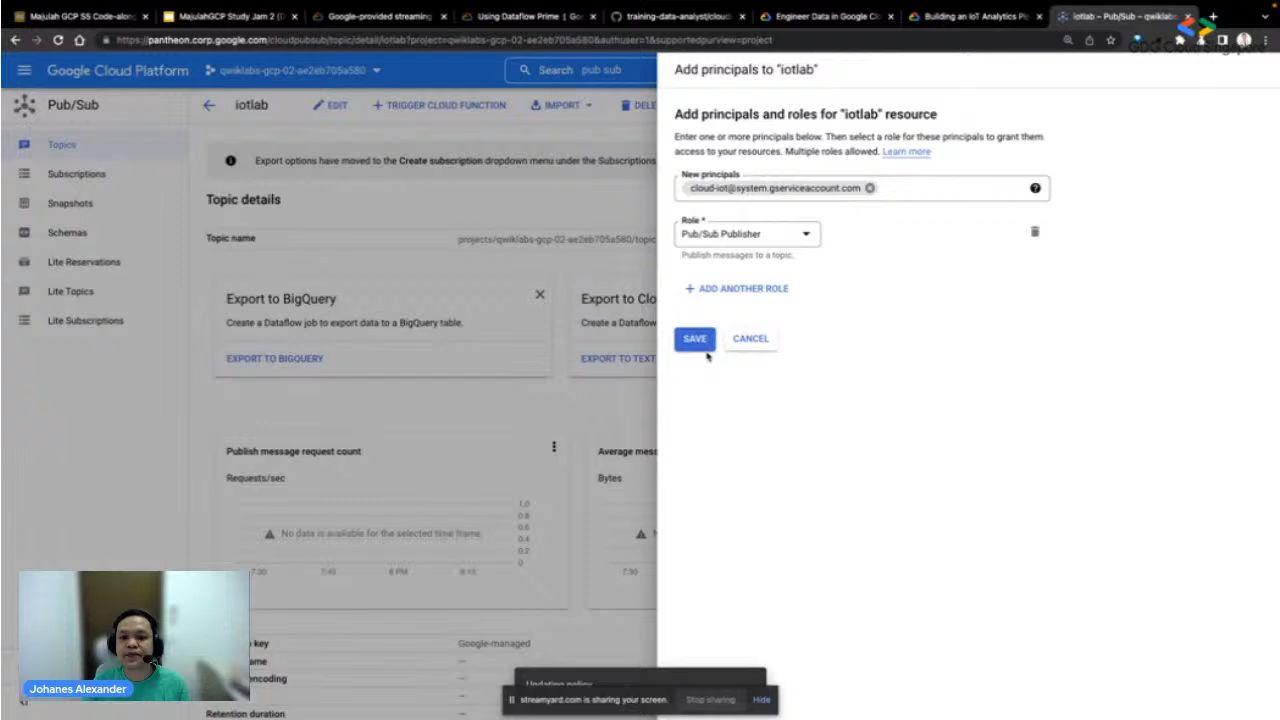 Majulah GCP S5 Code-along
MajulahGCP Study Jam 2 (
Google-provided streaming
Using Dataflow Prime | Go
training-data-analyst/cloud
Engineer Data in Google Cl
Building an IoT Analytics Pi
iotlab – Pub/Sub – qwiklabs
https://pantheon.corp.google.com/cloudpubsub/topic/detail/iotlab?project=qwiklabs-gcp-02-ae2eb705a580&authuser=1&supportedpurview=project
Google Cloud Platform
qwiklabs-gcp-02-ae2eb705a580
Search pub sub
Pub/Sub
iotlab
EDIT
TRIGGER CLOUD FUNCTION
IMPORT
DELE
Topics
Subscriptions
Snapshots
Schemas
Lite Reservations
Lite Topics
Lite Subscriptions
Export options have moved to the Create subscription dropdown menu under the Subscriptions
Topic details
Topic name
projects/qwiklabs-gcp-02-ae2eb705a580/topic
Export to BigQuery
Create a Dataflow job to export data to a BigQuery table.
EXPORT TO BIGQUERY
Export to Clo
Create a Dataflow
EXPORT TO TEXT
Publish message request count
Requests/sec
1.0
0.8
0.6
0.4
0.2
0
No data is available for the selected time frame.
7:30
7:45
8 PM
8:15
Average mess
Bytes
N
7:30
key
Google-managed
ame
encoding
Retention duration
Add principals to "iotlab"
Add principals and roles for "iotlab" resource
Enter one or more principals below. Then select a role for these principals to grant them
access to your resources. Multiple roles allowed. Learn more
New principals
cloud-iot@system.gserviceaccount.com
Role *
Pub/Sub Publisher
Publish messages to a topic.
ADD ANOTHER ROLE
SAVE
CANCEL
Updating policy
streamyard.com is sharing your screen.
Stop sharing
Hide
Johanes Alexander